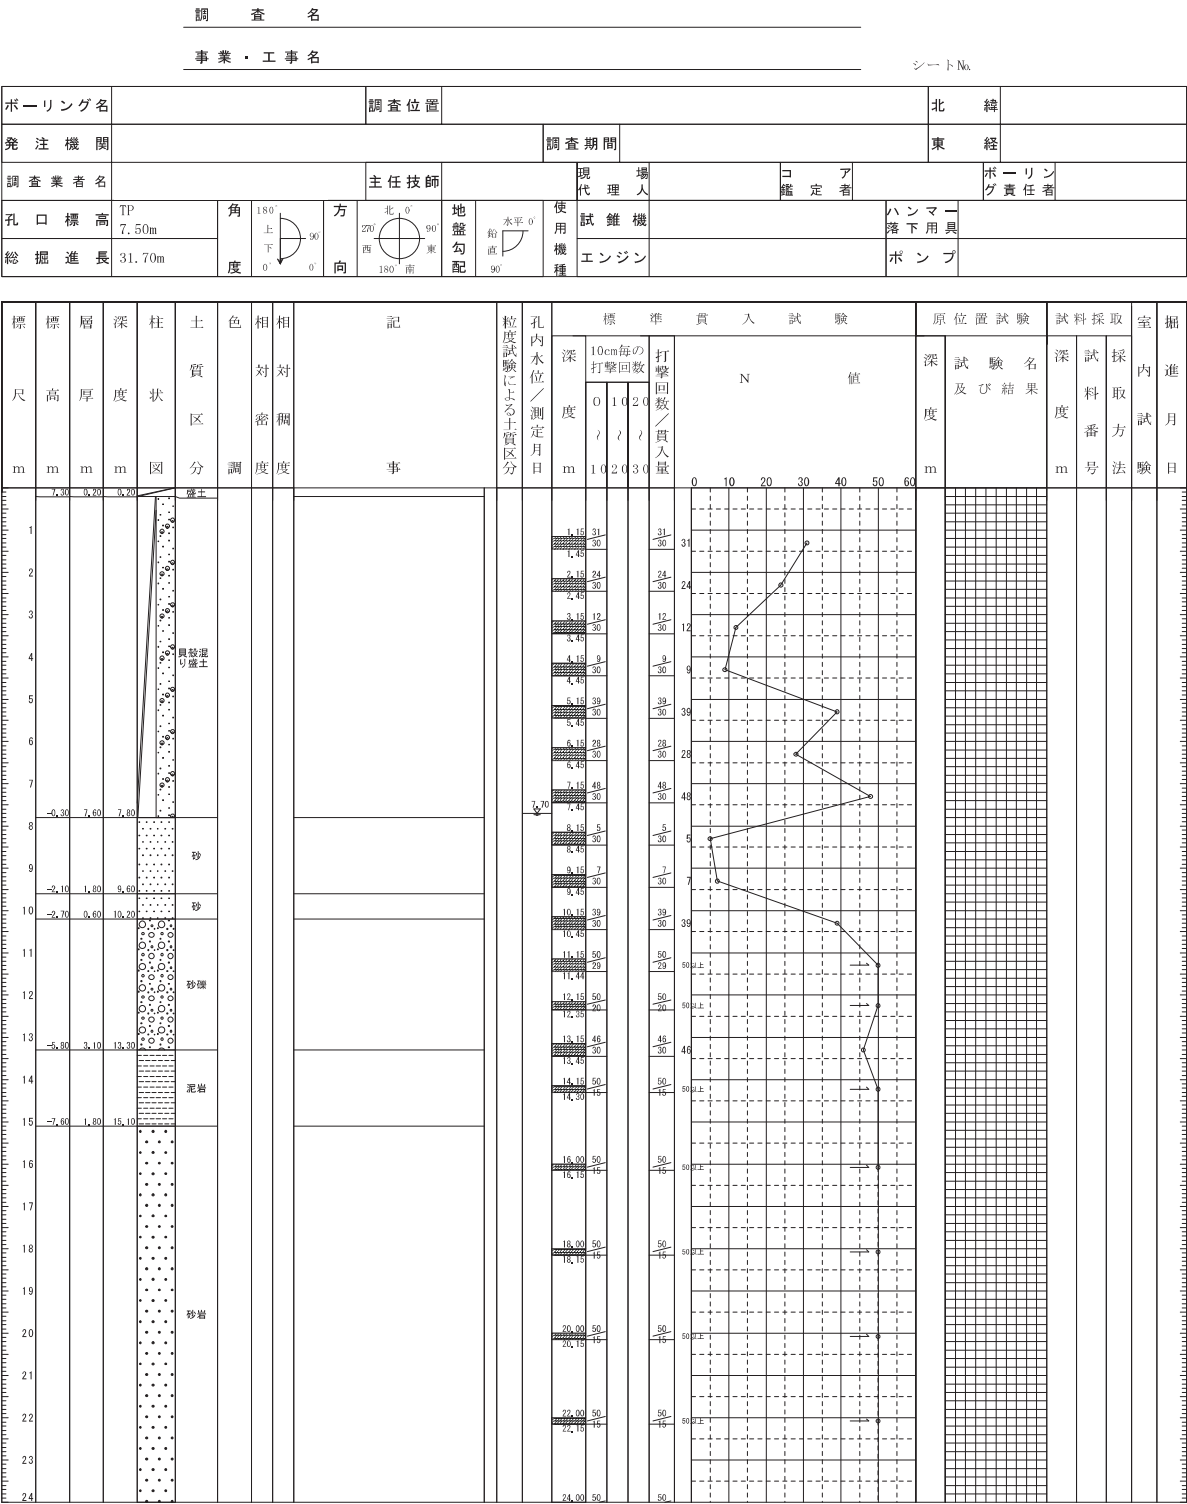 調査名
事業・工事名
シートNo.
ボーリング名 調査位置 北緯
発注機関 調査期間 東経
調査業者名 主任技師 現場代理人 コア鑑定者 ボーリング責任者
孔口標高 TP 7.50m 角度 180° 上 下 0° 90° 0° 方向 北 0° 270° 90° 西 東 180° 南 地盤勾配 水平 0° 鉛直 90° 使用機種 試錐機 ハンマー落下用具
総掘進長 31.70m エンジン ポンプ
標尺 m 標高 m 層厚 m 深度 m 柱状図 土質区分 色調 相対密度 相対稠度 記事 粒度試験による土質区分 孔内水位/測定月日 標準貫入試験 原位置試験 試料採取 室内試験 掘進月日
深度 m 10cm毎の打撃回数 0~10 10~20 20~30 打撃回数/貫入量 N値 深度 m 試験名及び結果 深度 m 試料番号 採取方法
0 10 20 30 40 50 60
7.30 0.20 0.20 盛土
1 1.15 31 31
30 30 31
1.45
2 2.15 24 24
30 30 24
2.45
3 3.15 12 12
30 30 12
3.45
貝殻混り盛土
4 4.15 9 9
30 30 9
4.45
5 5.15 39 39
30 30 39
5.45
6 6.15 28 28
30 30 28
6.45
7 7.15 48 48
30 30 48
7.45
7.70
-0.30 7.60 7.80
8 8.15 5 5
30 30 5
8.45
砂
9 9.15 7 7
30 30 7
9.45
-2.10 1.80 9.60
砂
10 10.15 39 39
-2.70 0.60 10.20
30 30 39
10.45
11 11.15 50 50
29 29 50以上
11.44
砂礫
12 12.15 50 50
20 20 50以上
12.35
13 13.15 46 46
-5.80 3.10 13.30
30 30 46
13.45
14 14.15 50 50
泥岩
15 15 50以上
14.30
15 -7.60 1.80 15.10
16 16.00 50 50
15 15 50以上
16.15
17
18 18.00 50 50
15 15 50以上
18.15
19
砂岩
20 20.00 50 50
15 15 50以上
20.15
21
22 22.00 50 50
15 15 50以上
22.15
23
24 24.00 50 50